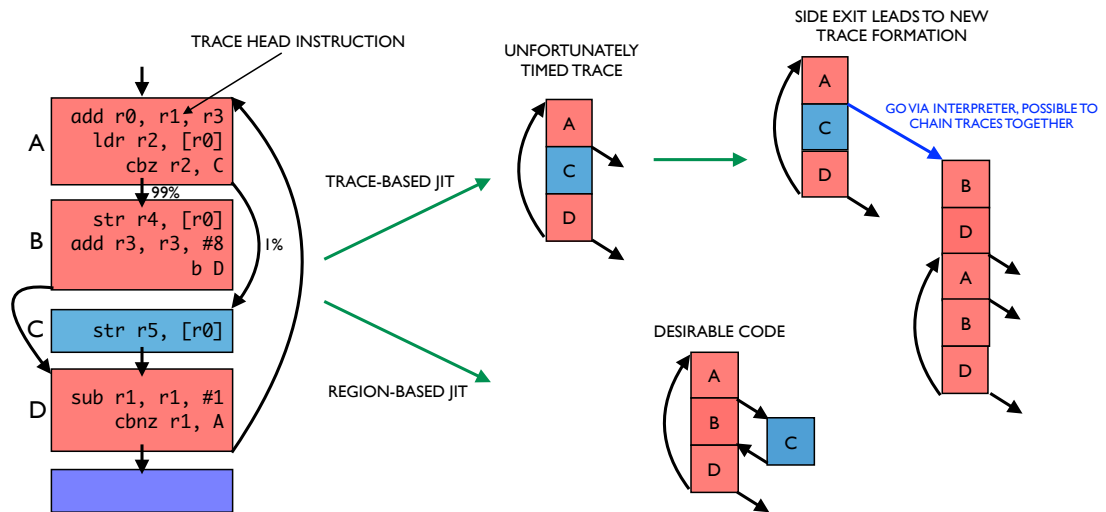 SIDE EXIT LEADS TO NEW
TRACE FORMATION
TRACE HEAD INSTRUCTION
UNFORTUNATELY
TIMED TRACE
A
add r0, r1, r3
ldr r2, [r0]
cbz r2, C
99%
B
str r4, [r0]
add r3, r3, #8
b D
1%
C
str r5, [r0]
D
sub r1, r1, #1
cbnz r1, A
TRACE-BASED JIT
REGION-BASED JIT
A
C
D
A
C
D
GO VIA INTERPRETER, POSSIBLE TO
CHAIN TRACES TOGETHER
B
D
A
B
D
DESIRABLE CODE
A
B
D
C